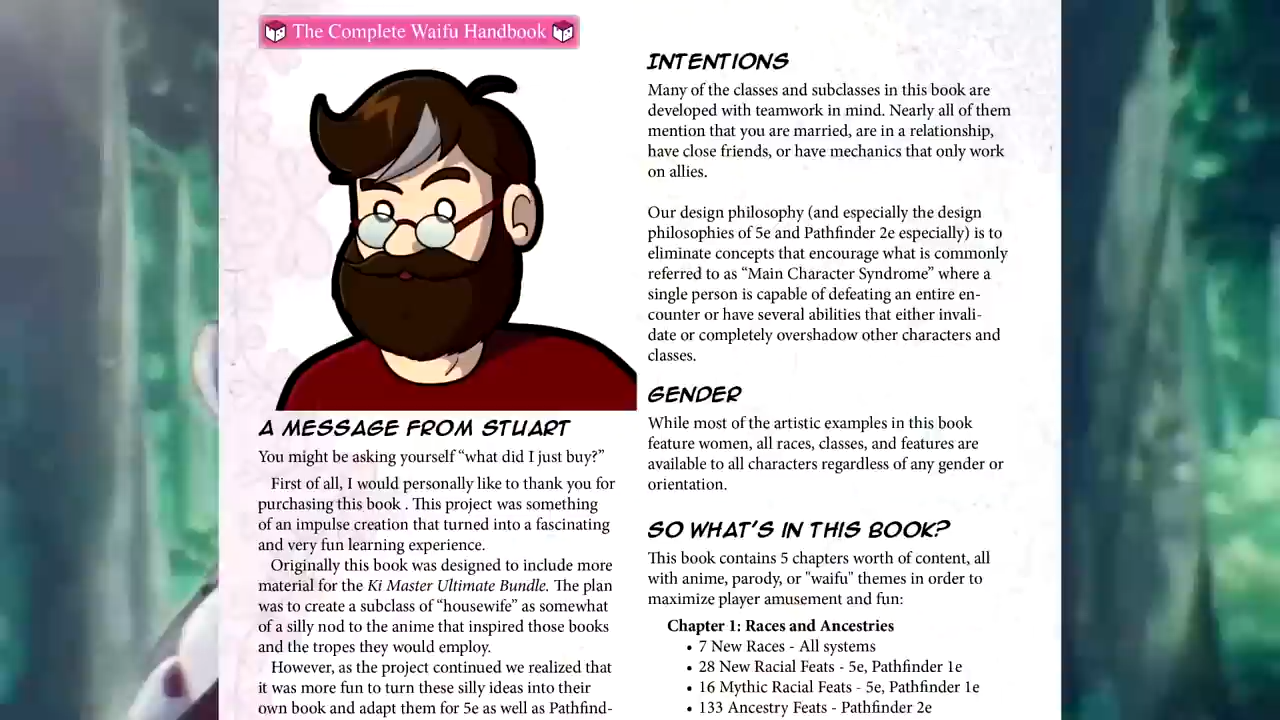 The Complete Waifu Handbook
A MESSAGE FROM STUART
You might be asking yourself “what did I just buy?”
First of all, I would personally like to thank you for
purchasing this book . This project was something
of an impulse creation that turned into a fascinating
and very fun learning experience.
Originally this book was designed to include more
material for the Ki Master Ultimate Bundle. The plan
was to create a subclass of “housewife” as somewhat
of a silly nod to the anime that inspired those books
and the tropes they would employ.
However, as the project continued we realized that
it was more fun to turn these silly ideas into their
own book and adapt them for 5e as well as Pathfind-
INTENTIONS
Many of the classes and subclasses in this book are
developed with teamwork in mind. Nearly all of them
mention that you are married, are in a relationship,
have close friends, or have mechanics that only work
on allies.
Our design philosophy (and especially the design
philosophies of 5e and Pathfinder 2e especially) is to
eliminate concepts that encourage what is commonly
referred to as “Main Character Syndrome” where a
single person is capable of defeating an entire en-
counter or have several abilities that either invali-
date or completely overshadow other characters and
classes.
GENDER
While most of the artistic examples in this book
feature women, all races, classes, and features are
available to all characters regardless of any gender or
orientation.
SO WHAT'S IN THIS BOOK?
This book contains 5 chapters worth of content, all
with anime, parody, or "waifu" themes in order to
maximize player amusement and fun:
Chapter 1: Races and Ancestries
• 7 New Races - All systems
• 28 New Racial Feats - 5e, Pathfinder 1e
• 16 Mythic Racial Feats - 5e, Pathfinder 1e
• 133 Ancestry Feats - Pathfinder 2e